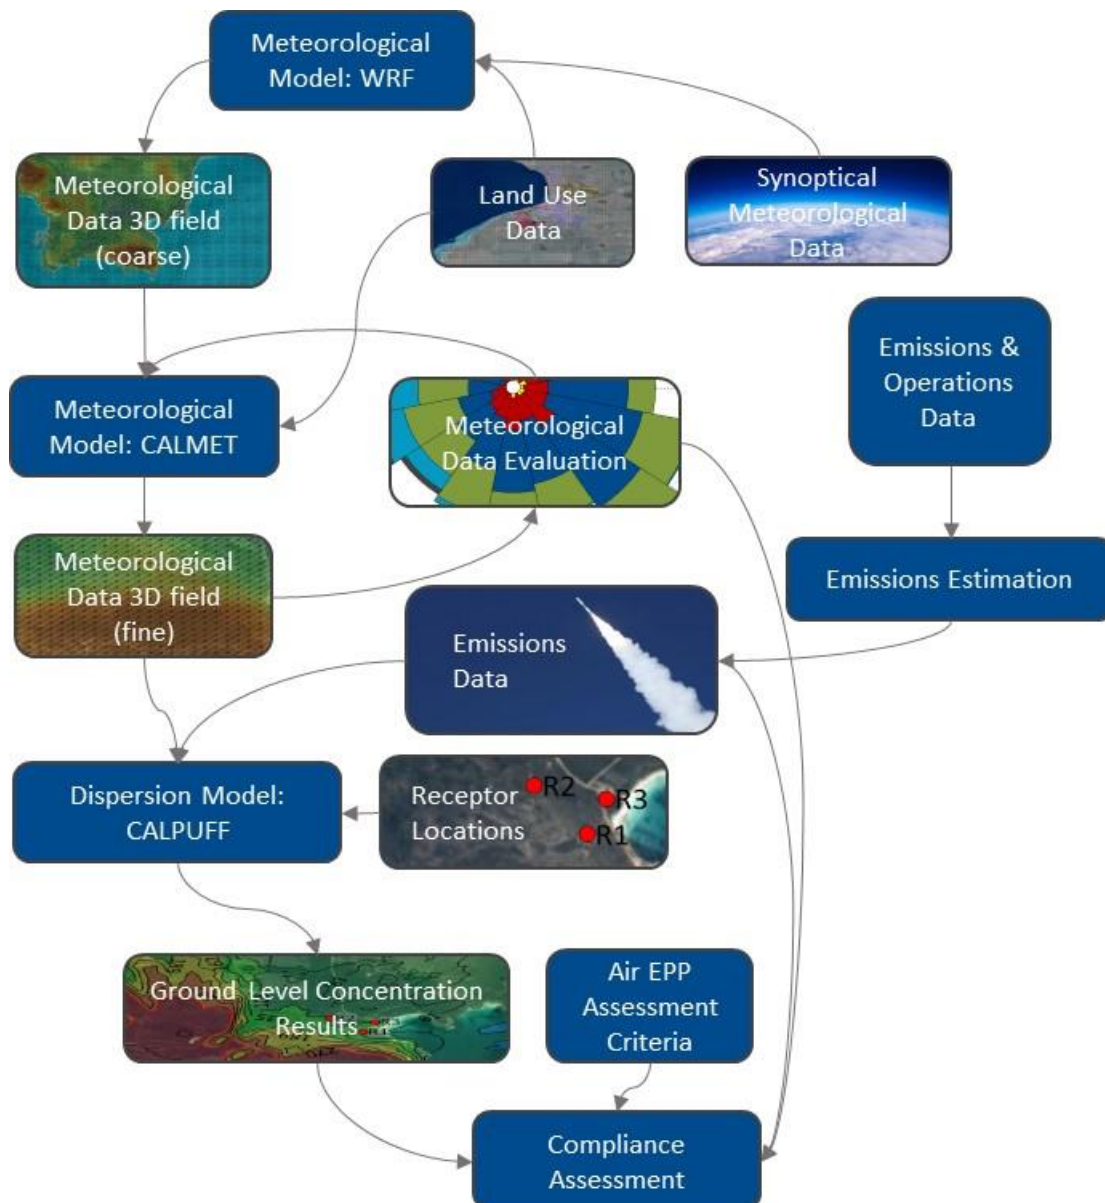 Meteorological
Model: WRF
Meteorological
Data 3D field
(coarse)
Land Use
Data
Synoptical
Meteorological
Data
Emissions &
Operations
Data
Meteorological
Model: CALMET
Meteorological
Data Evaluation
Meteorological
Data 3D field
(fine)
Emissions Estimation
Emissions
Data
Dispersion Model:
CALPUFF
Receptor
Locations
R2
R3
R1
Ground Level Concentration
Results
Air EPP
Assessment
Criteria
Compliance
Assessment